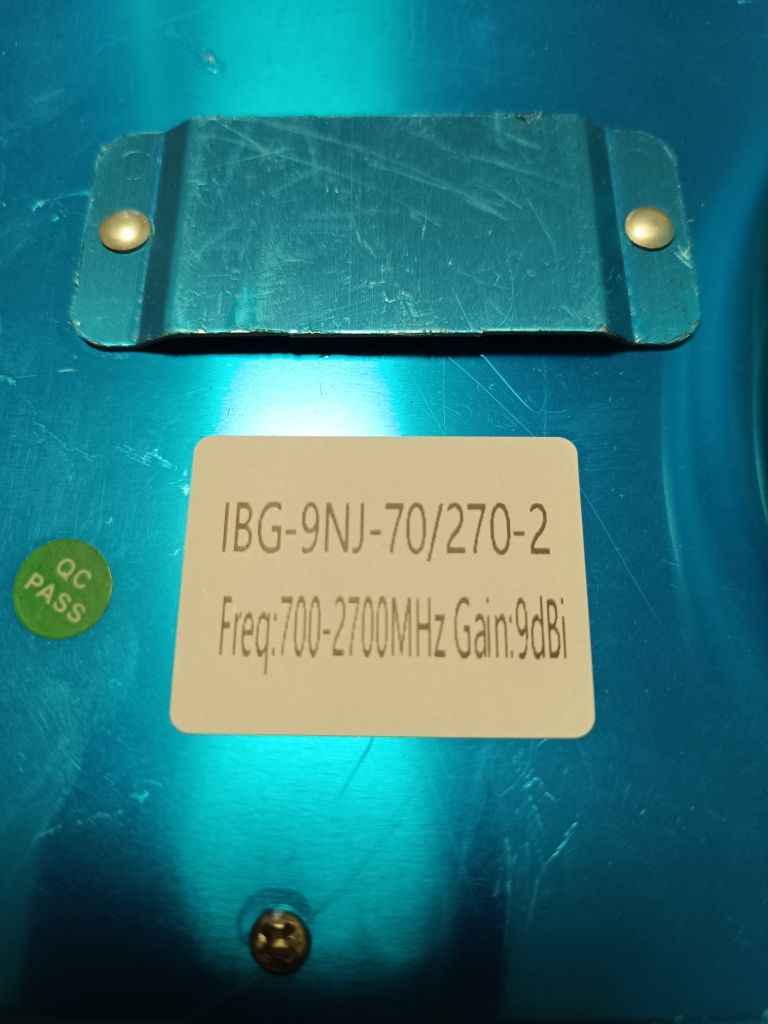 IBG-9NJ-70/270-2
Freq:700-2700MHz Gain:9dBi
QC
PASS